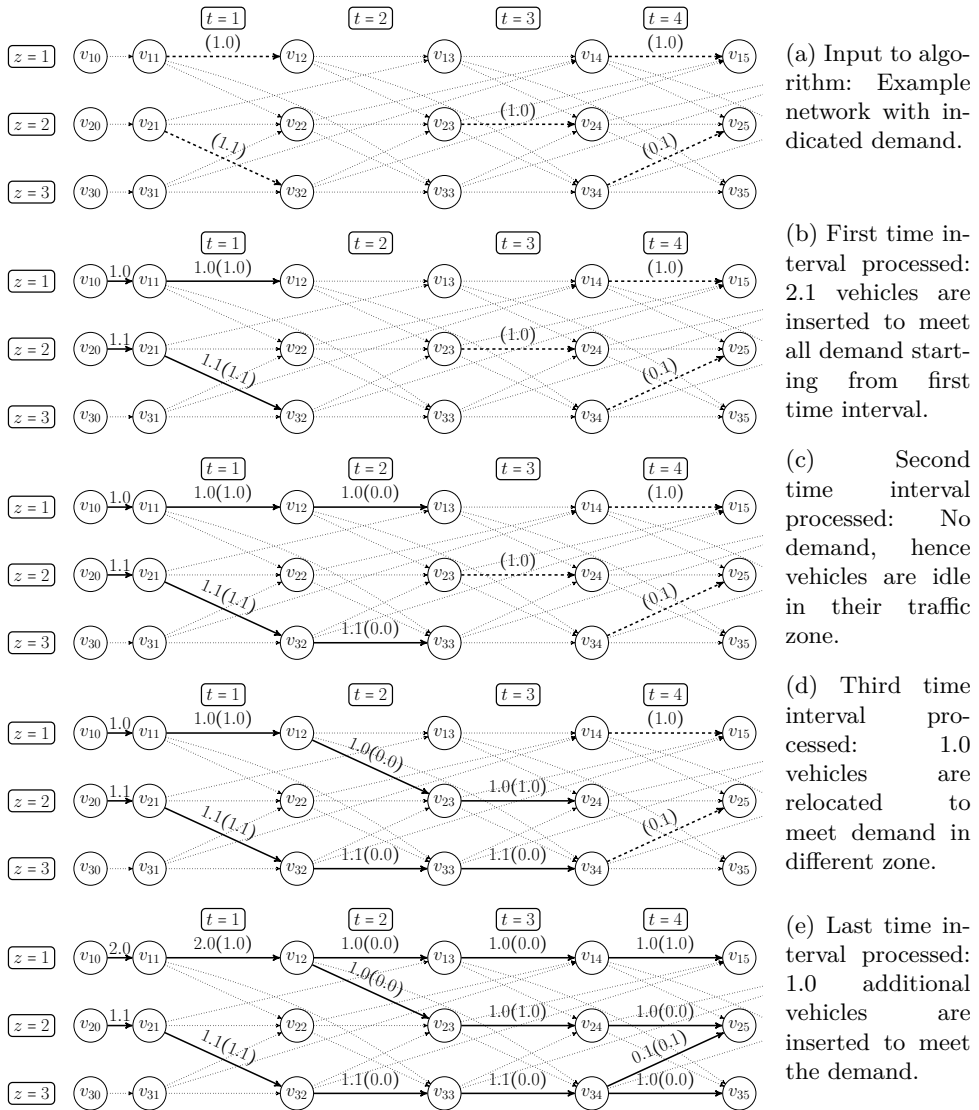 t = 1 t = 2 t = 3 t = 4
(1.0) (1.0)
z = 1 v10 v11 v12 v13 v14 v15
(1.0)
z = 2 v20 v21 v22 v23 v24 v25
(1.1) (0.1)
z = 3 v30 v31 v32 v33 v34 v35
(a) Input to algo-
rithm: Example
network with in-
dicated demand.
t = 1 t = 2 t = 3 t = 4
1.0 1.0(1.0) (1.0)
z = 1 v10 v11 v12 v13 v14 v15
1.1 (1.0)
z = 2 v20 v21 v22 v23 v24 v25
1.1(1.1) (0.1)
z = 3 v30 v31 v32 v33 v34 v35
(b) First time in-
terval processed:
2.1 vehicles are
inserted to meet
all demand start-
ing from first
time interval.
t = 1 t = 2 t = 3 t = 4
1.0 1.0(1.0) 1.0(0.0) (1.0)
z = 1 v10 v11 v12 v13 v14 v15
1.1 (1.0)
z = 2 v20 v21 v22 v23 v24 v25
1.1(1.1) (0.1)
1.1(0.0)
z = 3 v30 v31 v32 v33 v34 v35
(c) Second
time interval
processed: No
demand, hence
vehicles are idle
in their traffic
zone.
t = 1 t = 2 t = 3 t = 4
1.0 1.0(1.0) (1.0)
z = 1 v10 v11 v12 v13 v14 v15
1.0(0.0)
1.1 1.0(1.0)
z = 2 v20 v21 v22 v23 v24 v25
1.1(1.1) (0.1)
1.1(0.0) 1.1(0.0)
z = 3 v30 v31 v32 v33 v34 v35
(d) Third time
interval pro-
cessed: 1.0
vehicles are
relocated to
meet demand in
different zone.
t = 1 t = 2 t = 3 t = 4
2.0 2.0(1.0) 1.0(0.0) 1.0(0.0) 1.0(1.0)
z = 1 v10 v11 v12 v13 v14 v15
1.0(0.0)
1.1 1.0(1.0) 1.0(0.0)
z = 2 v20 v21 v22 v23 v24 v25
1.1(1.1) 0.1(0.1)
1.1(0.0) 1.1(0.0) 1.0(0.0)
z = 3 v30 v31 v32 v33 v34 v35
(e) Last time in-
terval processed:
1.0 additional
vehicles are
inserted to meet
the demand.